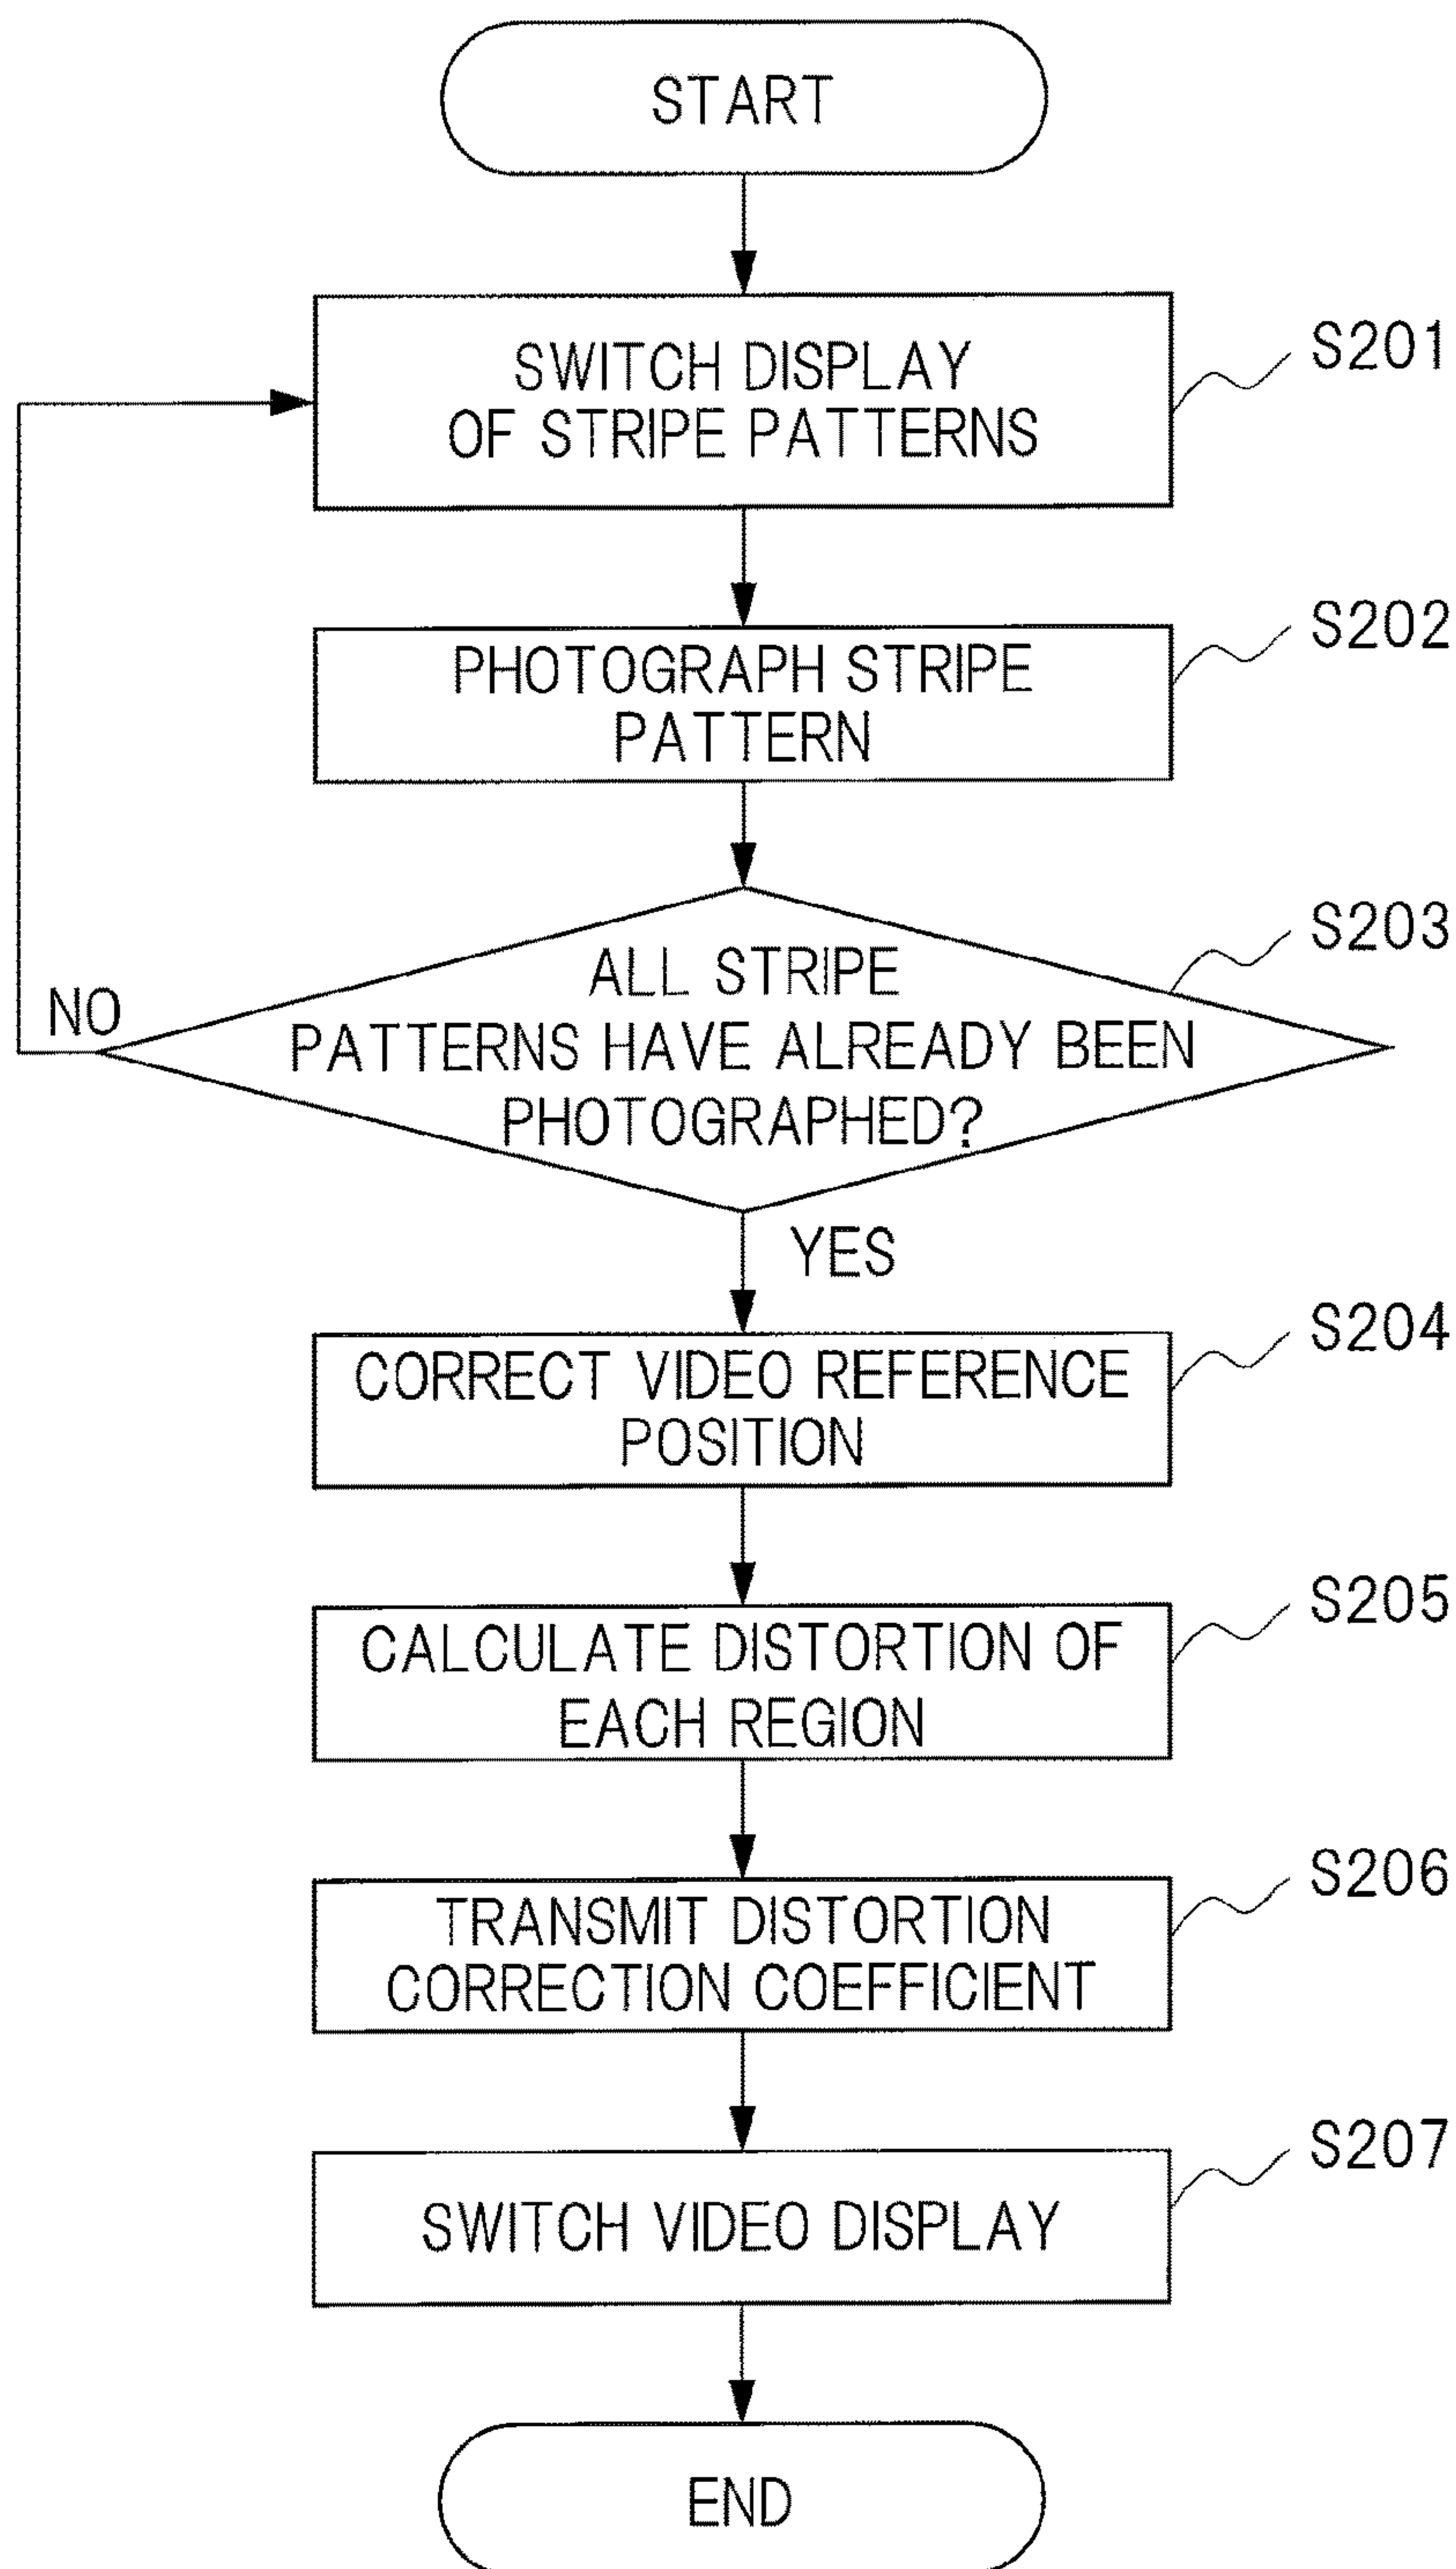 START
SWITCH DISPLAY
OF STRIPE PATTERNS
S201
PHOTOGRAPH STRIPE
PATTERN
S202
ALL STRIPE
PATTERNS HAVE ALREADY BEEN
PHOTOGRAPHED?
S203
NO
YES
CORRECT VIDEO REFERENCE
POSITION
S204
CALCULATE DISTORTION OF
EACH REGION
S205
TRANSMIT DISTORTION
CORRECTION COEFFICIENT
S206
SWITCH VIDEO DISPLAY
S207
END